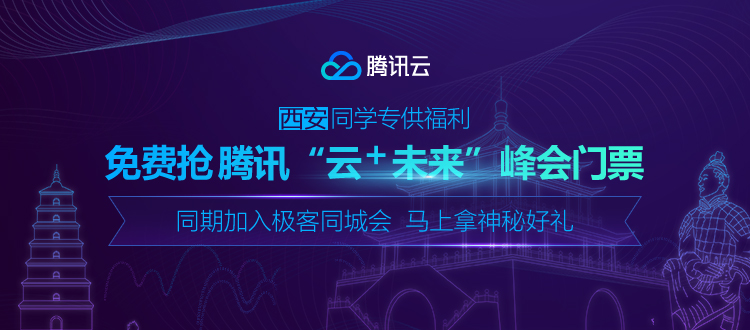 腾讯云
西安同学专供福利
免费抢腾讯“云+未来”峰会门票
同期加入极客同城会 马上拿神秘好礼